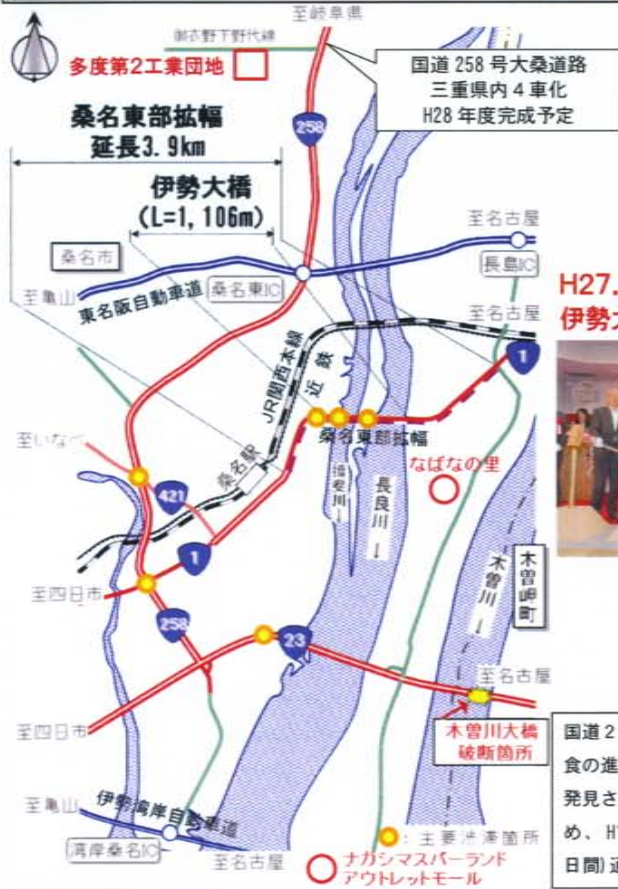 至岐阜県
御衣野下野代線
多度第2工業団地
国道258号大桑道路
三重県内4車化
H28年度完成予定
258
桑名東部拡幅
延長3.9km
伊勢大橋
(L=1,106m)
至名古屋
桑名市
長島IC
至亀山
東名阪自動車道
桑名東IC
H27.
至名古屋
伊勢大
1
JR関西本線
近鉄
桑名東部拡幅
至いなべ
桑名駅
なばなの里
421
揖斐川→
長良川→
1
木曽川→
木曽岬町
至四日市
258
23
至名古屋
至四日市
木曽川大橋
破断箇所
国道2
食の進
発見さ
め、H
日間)通
至亀山
伊勢湾岸自動車道
:主要渋滞箇所
湾岸桑名IC
至名古屋
ナガシマスパーランド
アウトレットモール